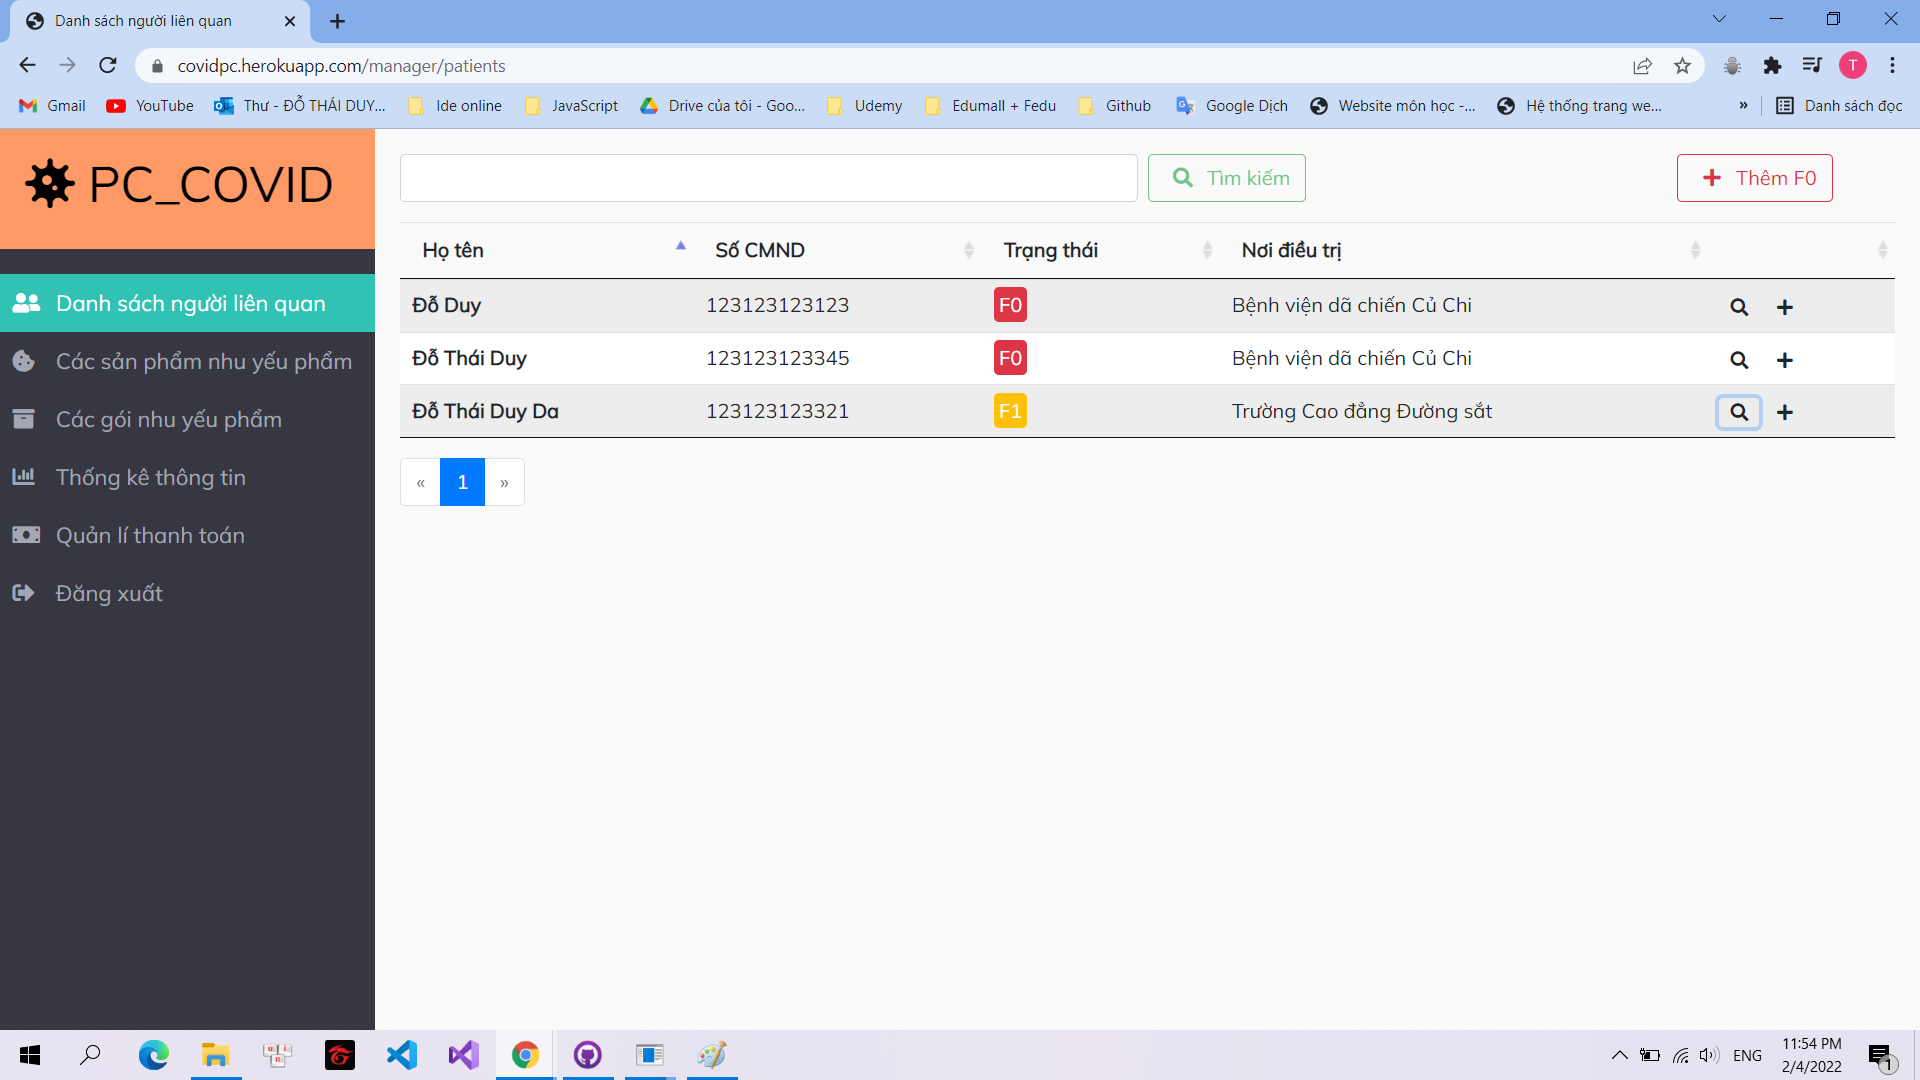 Danh sách người liên quan
covidpc.herokuapp.com/manager/patients
T
Gmail YouTube Thư - ĐỖ THÁI DUY... Ide online JavaScript Drive của tôi - Goo... Udemy Edumall + Fedu Github Google Dịch Website môn học -... Hệ thống trang we... » Danh sách đọc
PC_COVID
Tìm kiếm
Thêm F0
Họ tên Số CMND Trạng thái Nơi điều trị
Đỗ Duy 123123123123 F0 Bệnh viện dã chiến Củ Chi
Đỗ Thái Duy 123123123345 F0 Bệnh viện dã chiến Củ Chi
Đỗ Thái Duy Da 123123123321 F1 Trường Cao đẳng Đường sắt
« 1 »
Danh sách người liên quan
Các sản phẩm nhu yếu phẩm
Các gói nhu yếu phẩm
Thống kê thông tin
Quản lí thanh toán
Đăng xuất
ENG
11:54 PM
2/4/2022
1